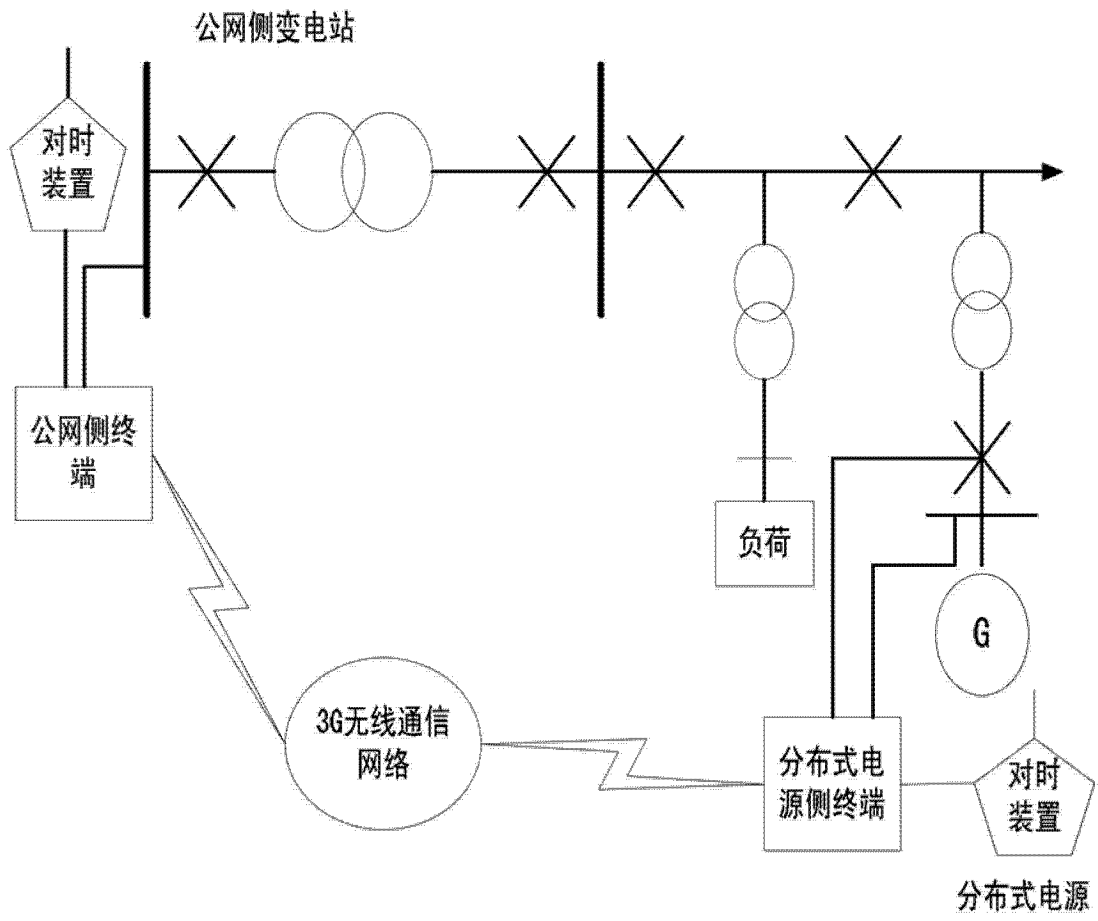 公网侧变电站
对时
装置
公网侧终
端
负荷
G
3G无线通信
网络
分布式电
源侧终端
对时
装置
分布式电源